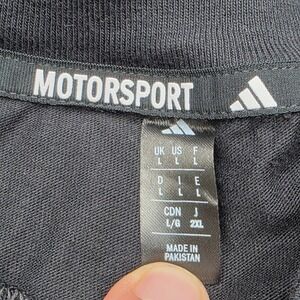 MOTORSPORT
UK US F
L L L
D I E
L L L
CDN J
L/G 2XL
MADE IN
PAKISTAN